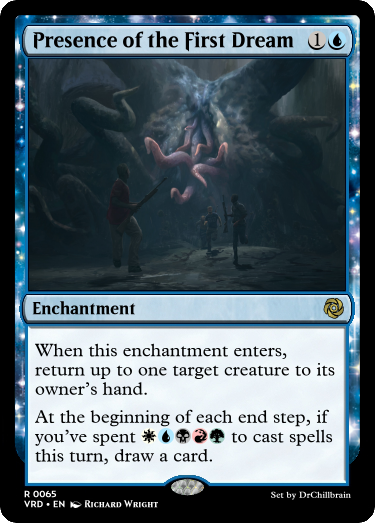 Presence of the First Dream 1
Enchantment
When this enchantment enters,
return up to one target creature to its
owner's hand.
At the beginning of each end step, if
you've spent to cast spells
this turn, draw a card.
R 0065
VRD • EN Richard Wright
Set by DrChillbrain